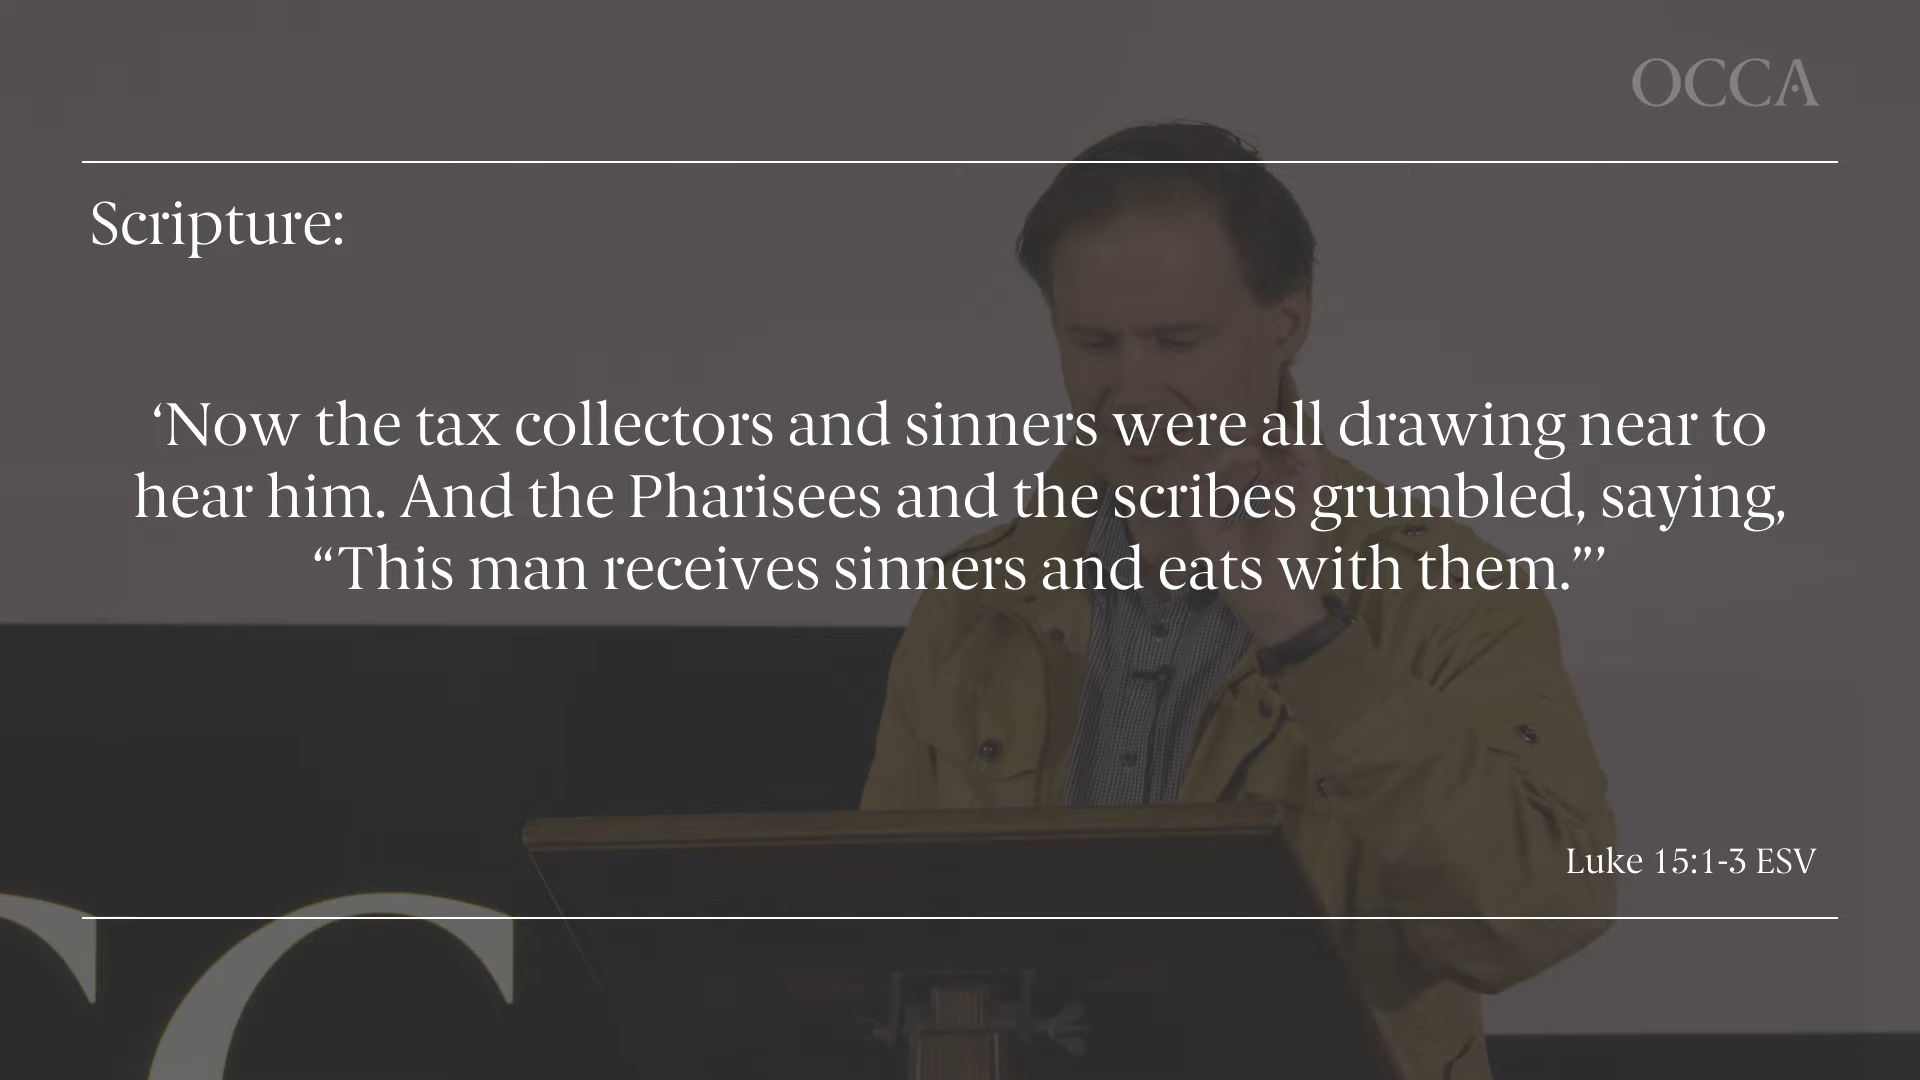 OCCA
Scripture:
‘Now the tax collectors and sinners were all drawing near to
hear him. And the Pharisees and the scribes grumbled, saying,
“This man receives sinners and eats with them.”’
Luke 15:1-3 ESV
CC